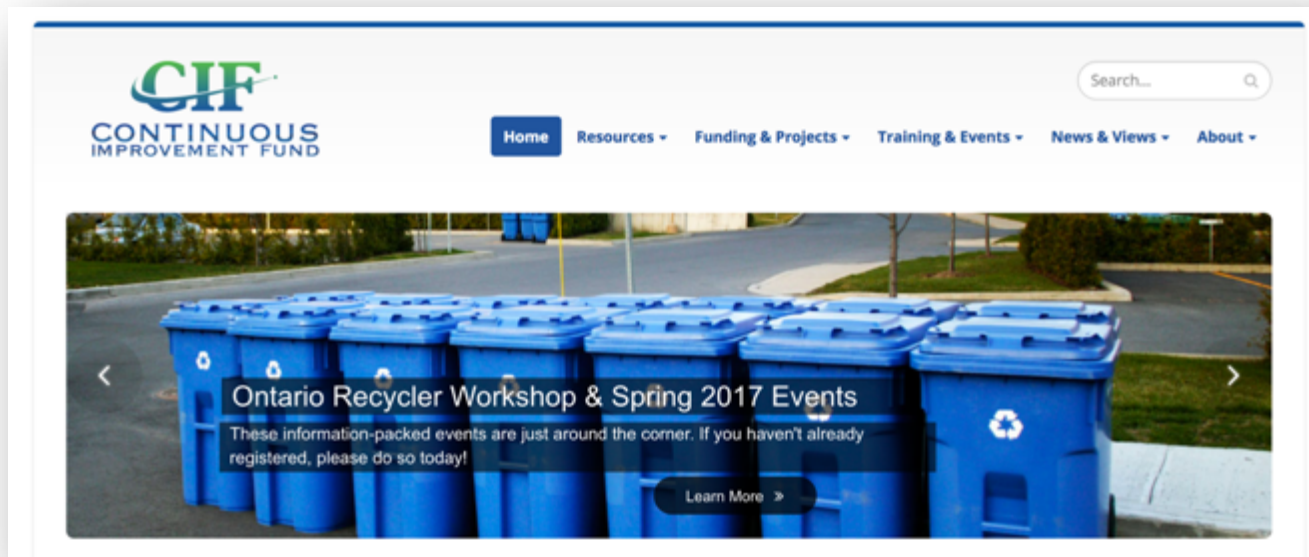 CIF
CONTINUOUS
IMPROVEMENT FUND
Search...
Home Resources Funding & Projects Training & Events News & Views About
Ontario Recycler Workshop & Spring 2017 Events
These information-packed events are just around the corner. If you haven't already
registered, please do so today!
Learn More »